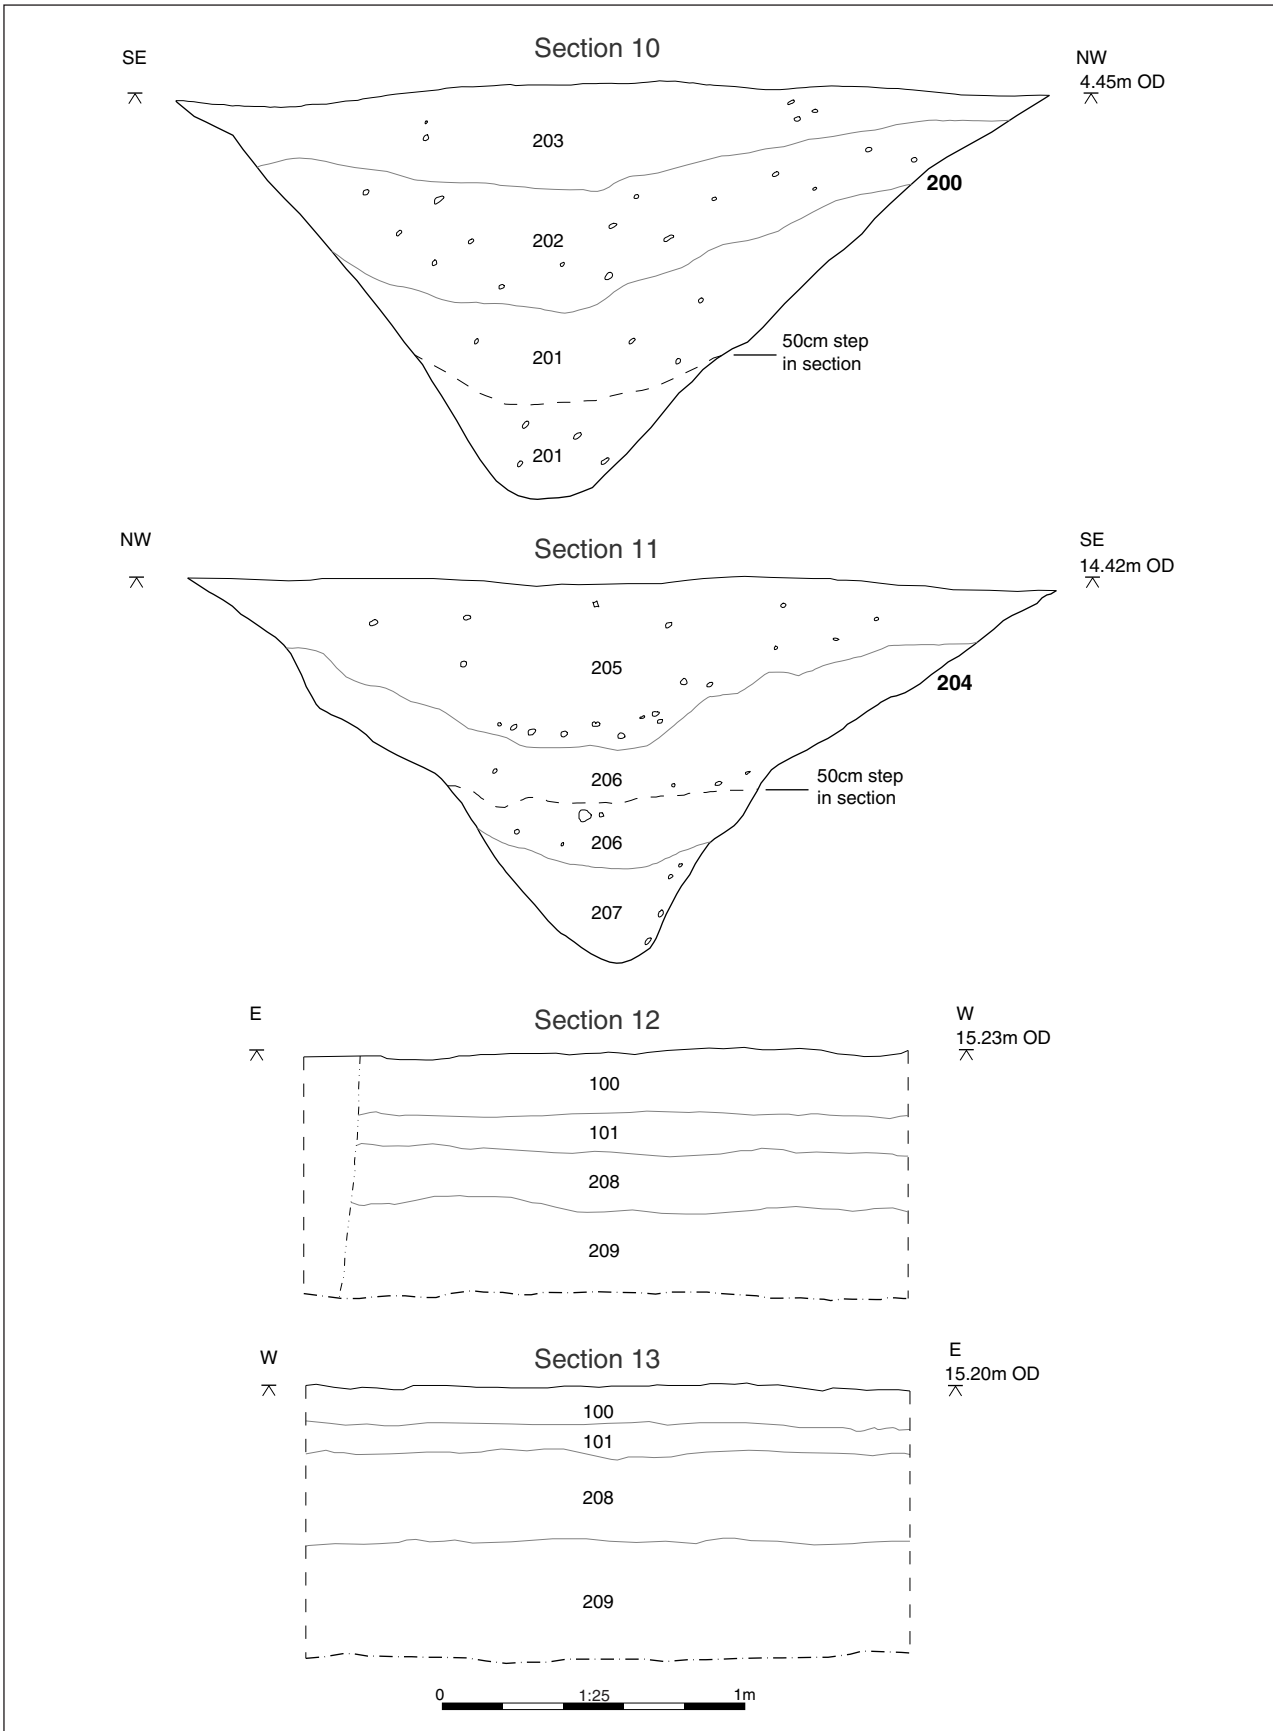 Section 10
SE
NW
4.45m OD
203
200
202
201
50cm step
in section
201
Section 11
NW
SE
14.42m OD
205
204
206
50cm step
in section
206
207
Section 12
E
W
15.23m OD
100
101
208
209
Section 13
W
E
15.20m OD
100
101
208
209
0
1:25
1m